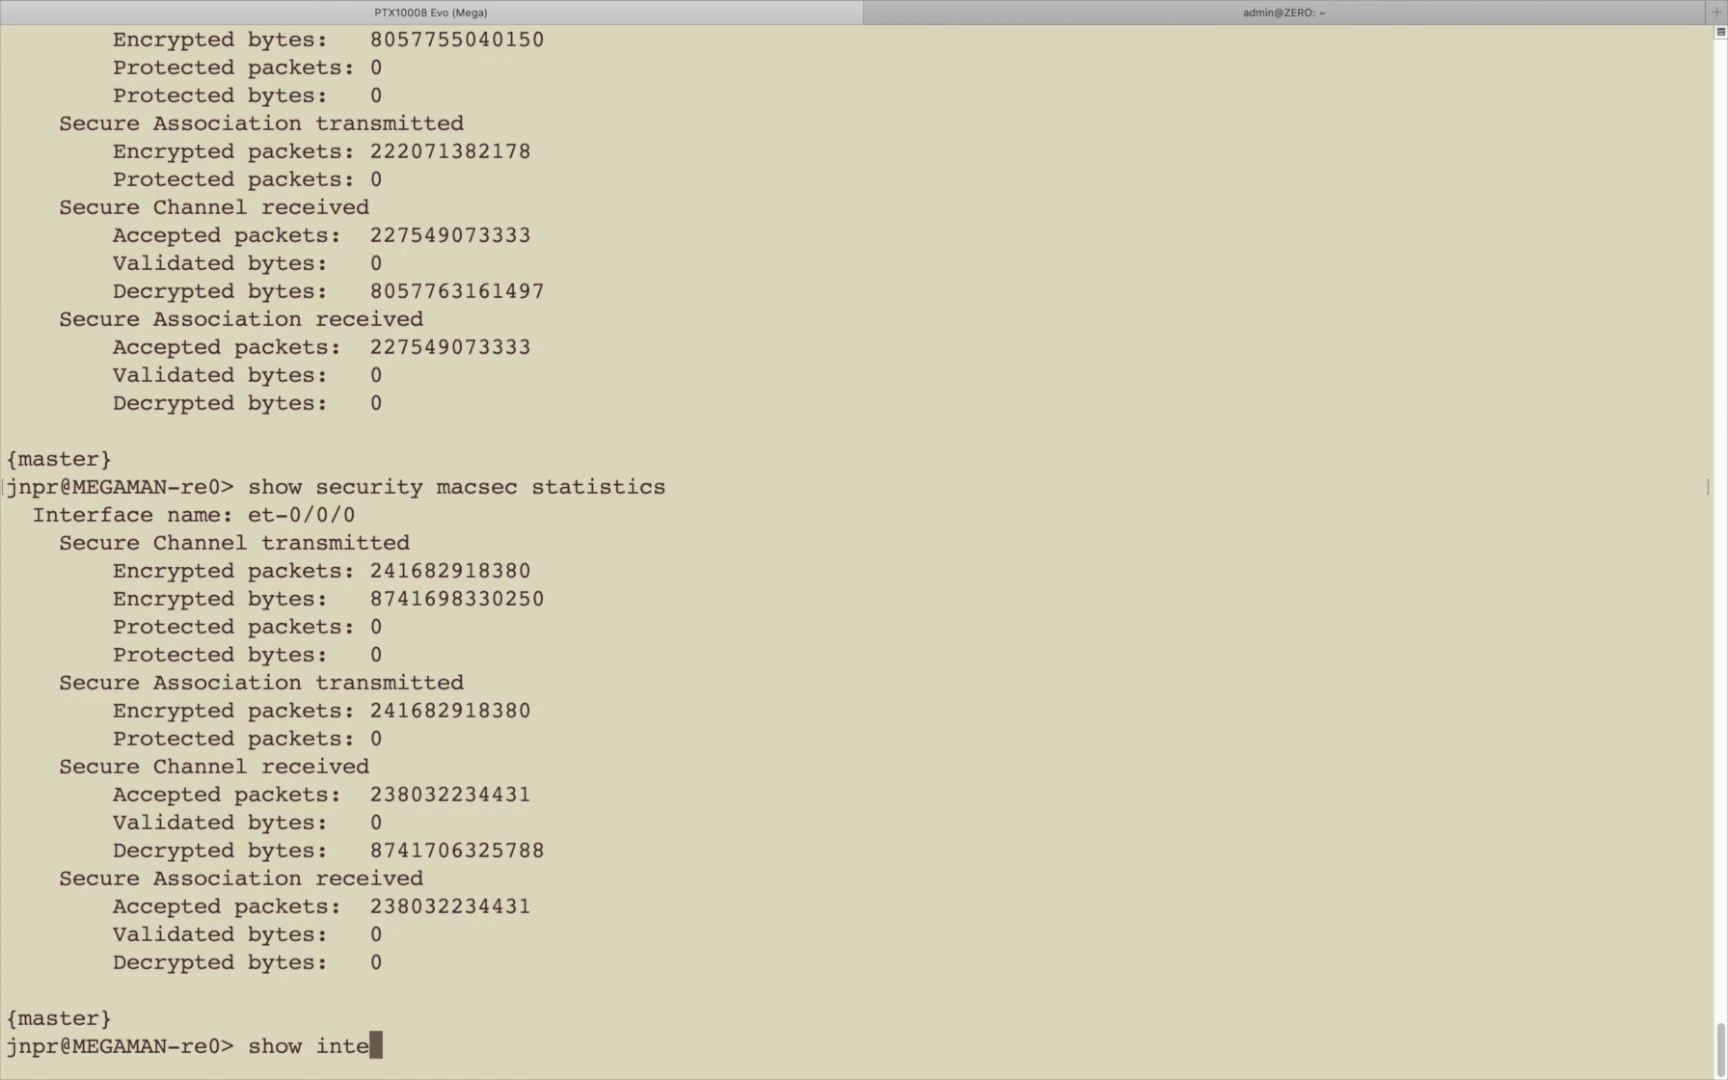 PTX10008 Evo (Mega)
admin@ZERO: ~
Encrypted bytes: 8057755040150
Protected packets: 0
Protected bytes: 0
Secure Association transmitted
Encrypted packets: 222071382178
Protected packets: 0
Secure Channel received
Accepted packets: 227549073333
Validated bytes: 0
Decrypted bytes: 8057763161497
Secure Association received
Accepted packets: 227549073333
Validated bytes: 0
Decrypted bytes: 0
{master}
jnpr@MEGAMAN-re0> show security macsec statistics
Interface name: et-0/0/0
Secure Channel transmitted
Encrypted packets: 241682918380
Encrypted bytes: 8741698330250
Protected packets: 0
Protected bytes: 0
Secure Association transmitted
Encrypted packets: 241682918380
Protected packets: 0
Secure Channel received
Accepted packets: 238032234431
Validated bytes: 0
Decrypted bytes: 8741706325788
Secure Association received
Accepted packets: 238032234431
Validated bytes: 0
Decrypted bytes: 0
{master}
jnpr@MEGAMAN-re0> show inte